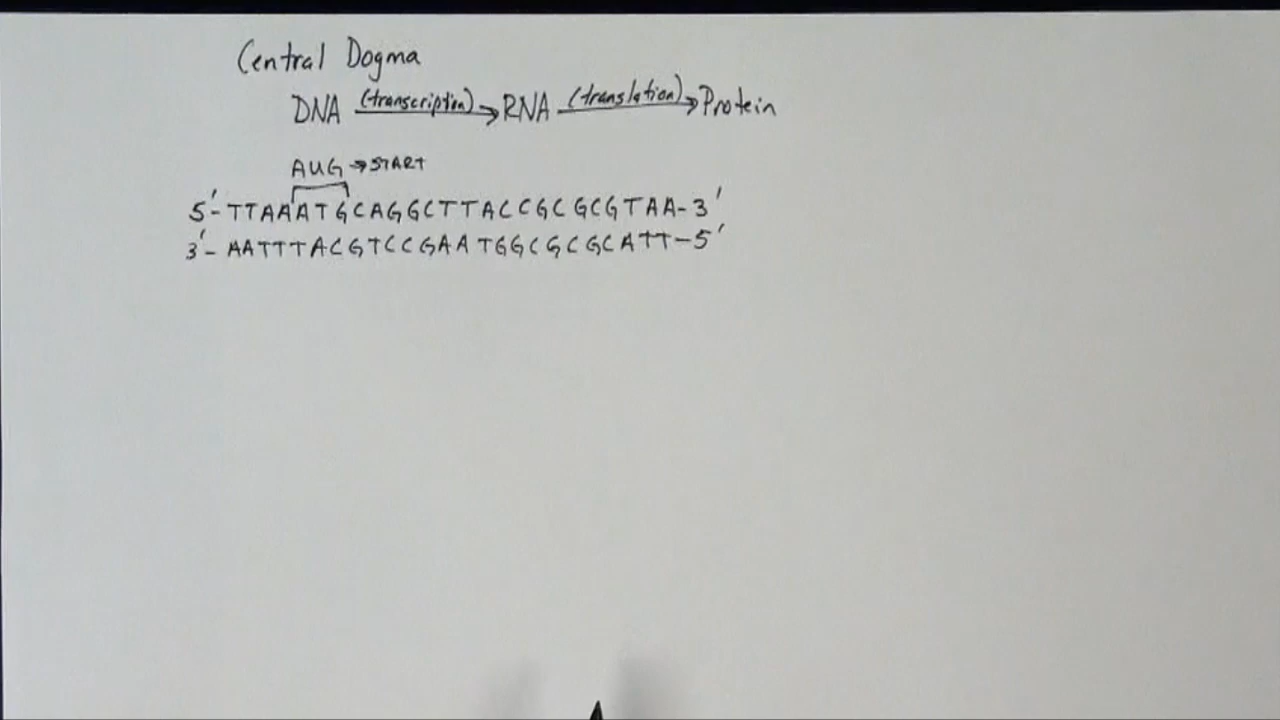 Central Dogma
DNA (transcription) → RNA (translation) → Protein
AUG → START
5'- TTAAATGCAGGCTTACCGCGCGTAA-3'
3'- AATTTACGTCCGAATGGCGCGCATT-5'